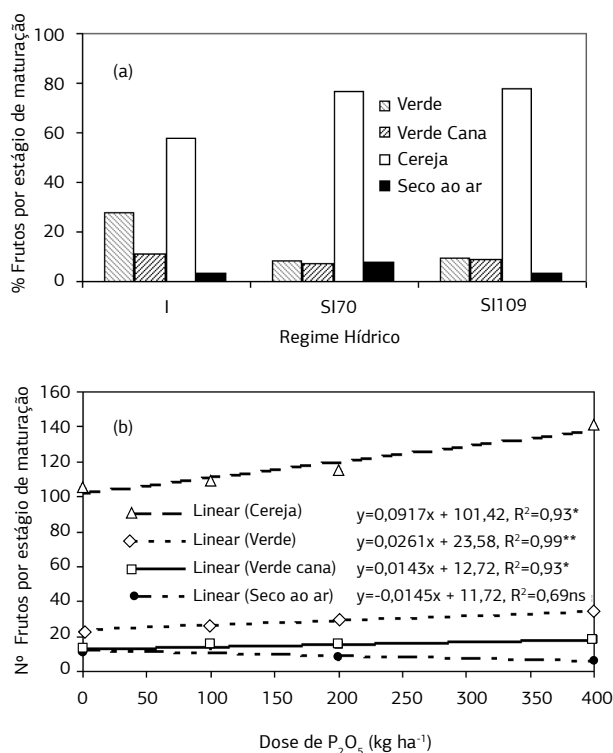 100
80
60
40
20
0
% Frutos por estágio de maturação
(a)
Verde
Verde Cana
Cereja
Seco ao ar
I SI70 SI109
Regime Hídrico
160
140
120
100
80
60
40
20
0
Nº Frutos por estágio de maturação
(b)
Linear (Cereja) y=0,0917x + 101,42, R²=0,93*
Linear (Verde) y=0,0261x + 23,58, R²=0,99**
Linear (Verde cana) y=0,0143x + 12,72, R²=0,93*
Linear (Seco ao ar) y=-0,0145x + 11,72, R²=0,69ns
0 50 100 150 200 250 300 350 400
Dose de P₂O₅ (kg ha⁻¹)